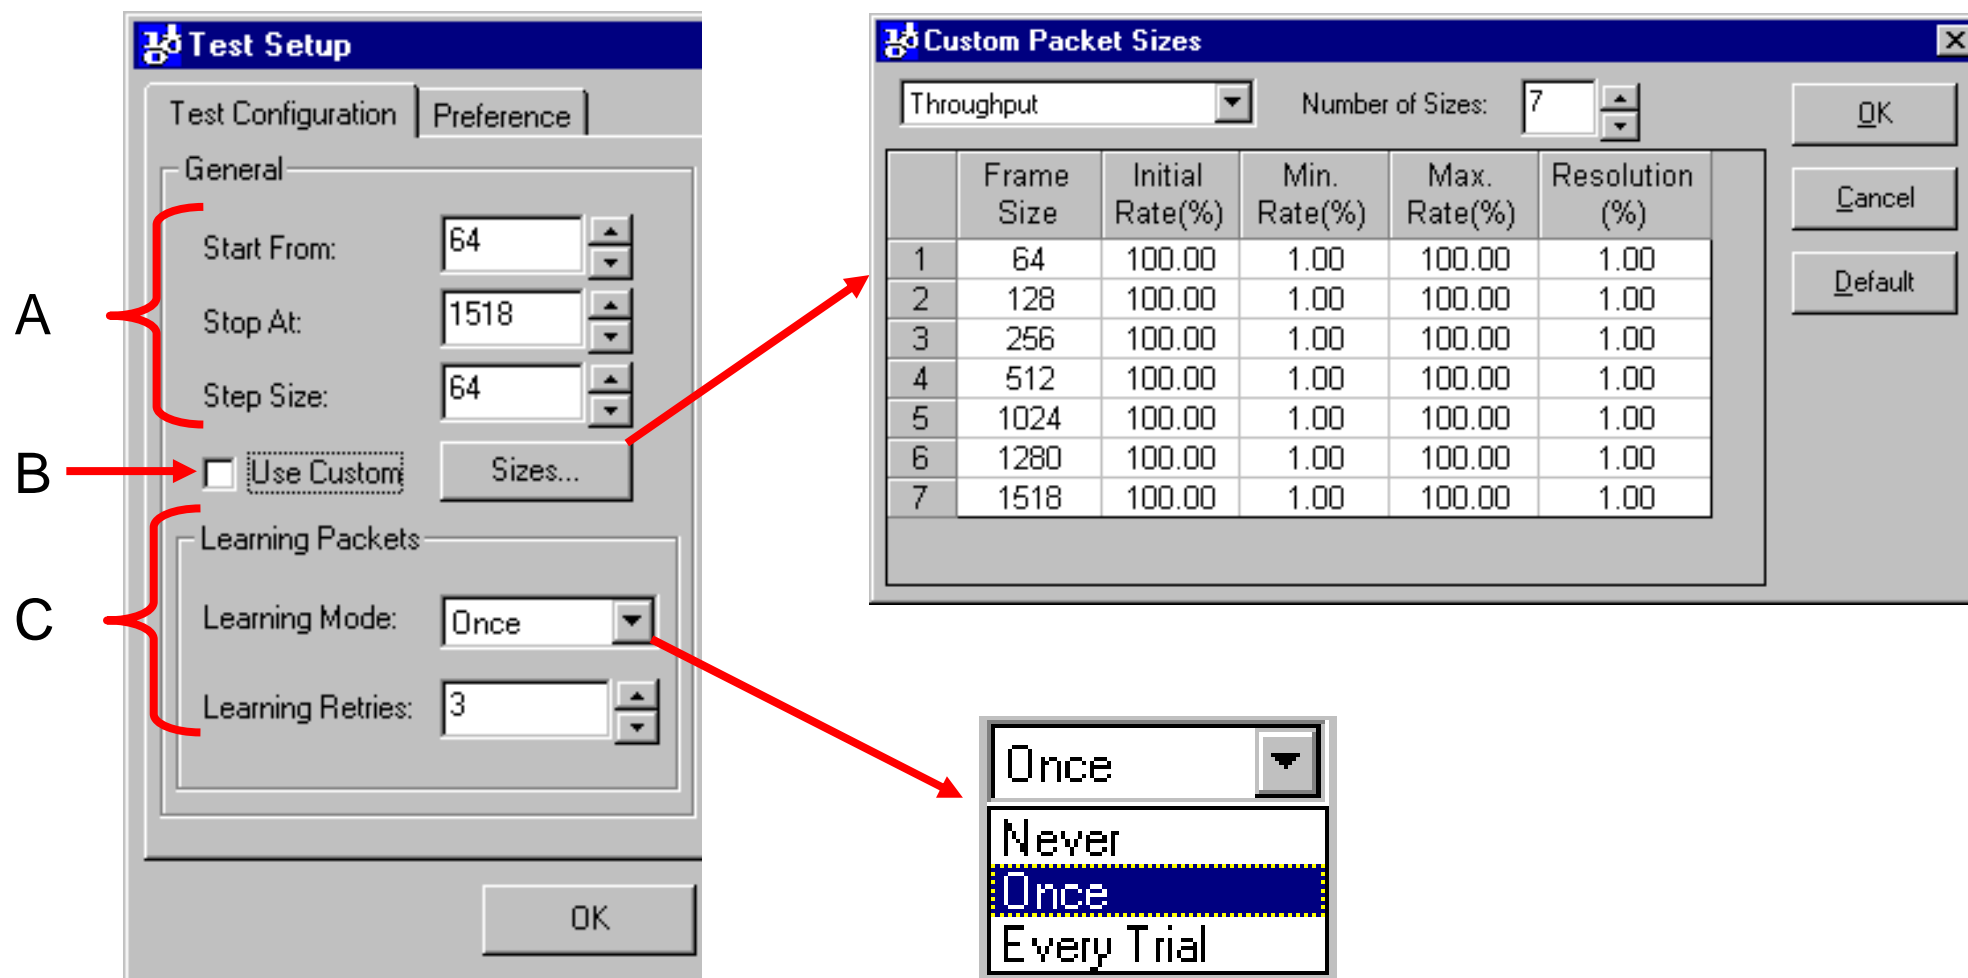 Test Setup
Test Configuration
Preference
General
A
Start From: 64
Stop At: 1518
Step Size: 64
B
Use Custom
Sizes...
C
Learning Packets
Learning Mode: Once
Learning Retries: 3
OK
Custom Packet Sizes
Throughput
Number of Sizes: 7
OK
Cancel
Default
Frame Size Initial Rate(%) Min. Rate(%) Max. Rate(%) Resolution (%)
1 64 100.00 1.00 100.00 1.00
2 128 100.00 1.00 100.00 1.00
3 256 100.00 1.00 100.00 1.00
4 512 100.00 1.00 100.00 1.00
5 1024 100.00 1.00 100.00 1.00
6 1280 100.00 1.00 100.00 1.00
7 1518 100.00 1.00 100.00 1.00
Once
Never
Once
Every Trial